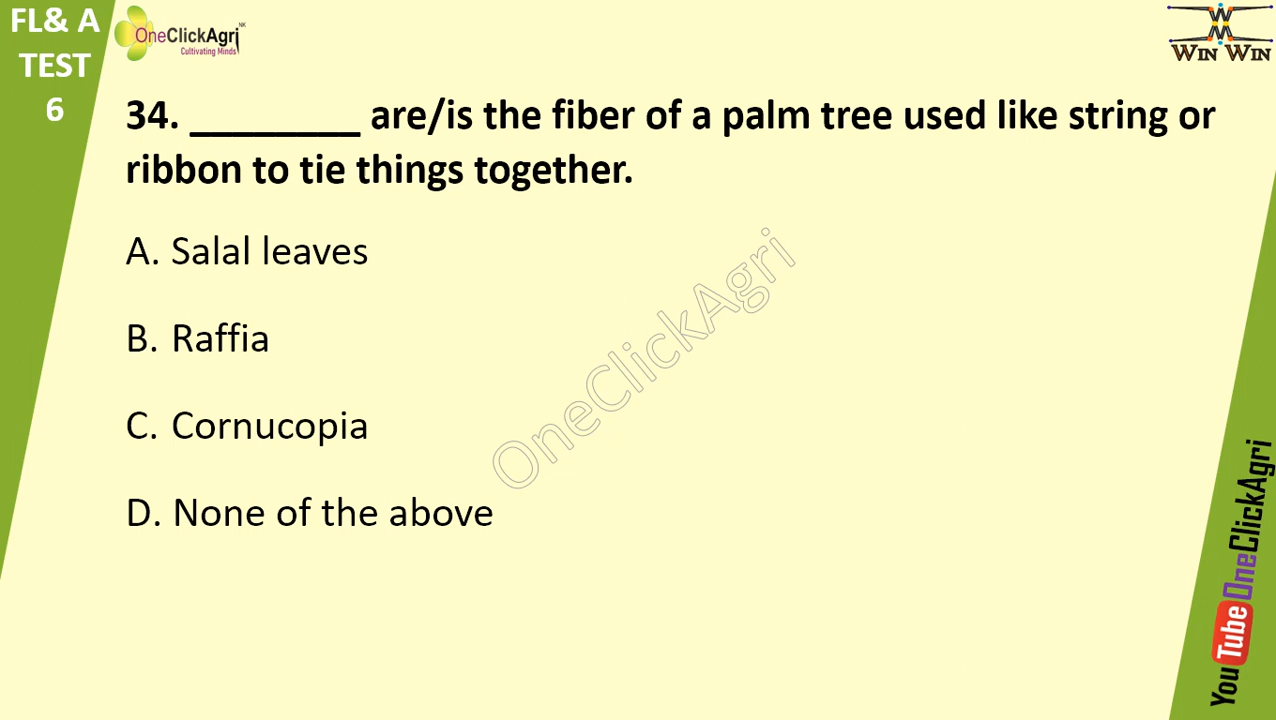 FL& A
TEST
6
OneClickAgri
NK
Cultivating Minds
WIN WIN
34. ________ are/is the fiber of a palm tree used like string or
ribbon to tie things together.
A. Salal leaves
B. Raffia
C. Cornucopia
D. None of the above
OneClickAgri
YouTube OneClickAgri